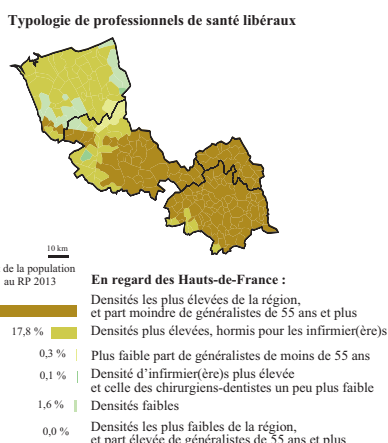 Typologie de professionnels de santé libéraux
10 km
de la population
au RP 2013
En regard des Hauts-de-France :
Densités les plus élevées de la région,
et part moindre de généralistes de 55 ans et plus
17,8 % Densités plus élevées, hormis pour les infirmier(ère)s
0,3 % Plus faible part de généralistes de moins de 55 ans
0,1 % Densité d'infirmier(ère)s plus élevée
et celle des chirurgiens-dentistes un peu plus faible
1,6 % Densités faibles
0,0 % Densités les plus faibles de la région,
et part élevée de généralistes de 55 ans et plus